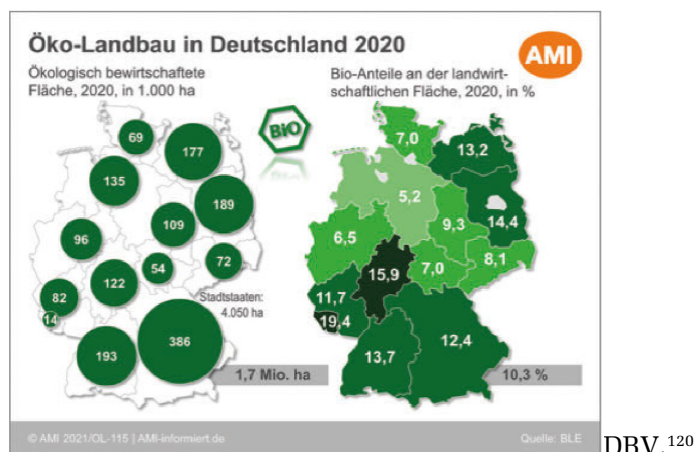 Öko-Landbau in Deutschland 2020
AMI
Ökologisch bewirtschaftete
Fläche, 2020, in 1.000 ha
Bio-Anteile an der landwirt-
schaftlichen Fläche, 2020, in %
BiO
69
177
135
189
109
96
54
72
122
82
14
Stadtstaaten:
4.050 ha
386
193
1,7 Mio. ha
7,0
13,2
5,2
14,4
9,3
6,5
8,1
7,0
15,9
11,7
19,4
12,4
13,7
10,3 %
© AMI 2021/OL-115 | AMI-informiert.de
Quelle: BLE
DBV.120